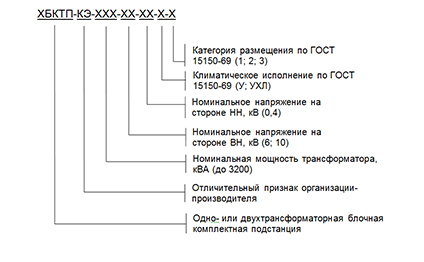 ХБКТП-КЭ-ХХХ-ХХ-ХХ-Х-Х
Категория размещения по ГОСТ
15150-69 (1; 2; 3)
Климатическое исполнение по ГОСТ
15150-69 (У; УХЛ)
Номинальное напряжение на
стороне НН, кВ (0,4)
Номинальное напряжение на
стороне ВН, кВ (6; 10)
Номинальная мощность трансформатора,
кВА (до 3200)
Отличительный признак организации-
производителя
Одно- или двухтрансформаторная блочная
комплектная подстанция